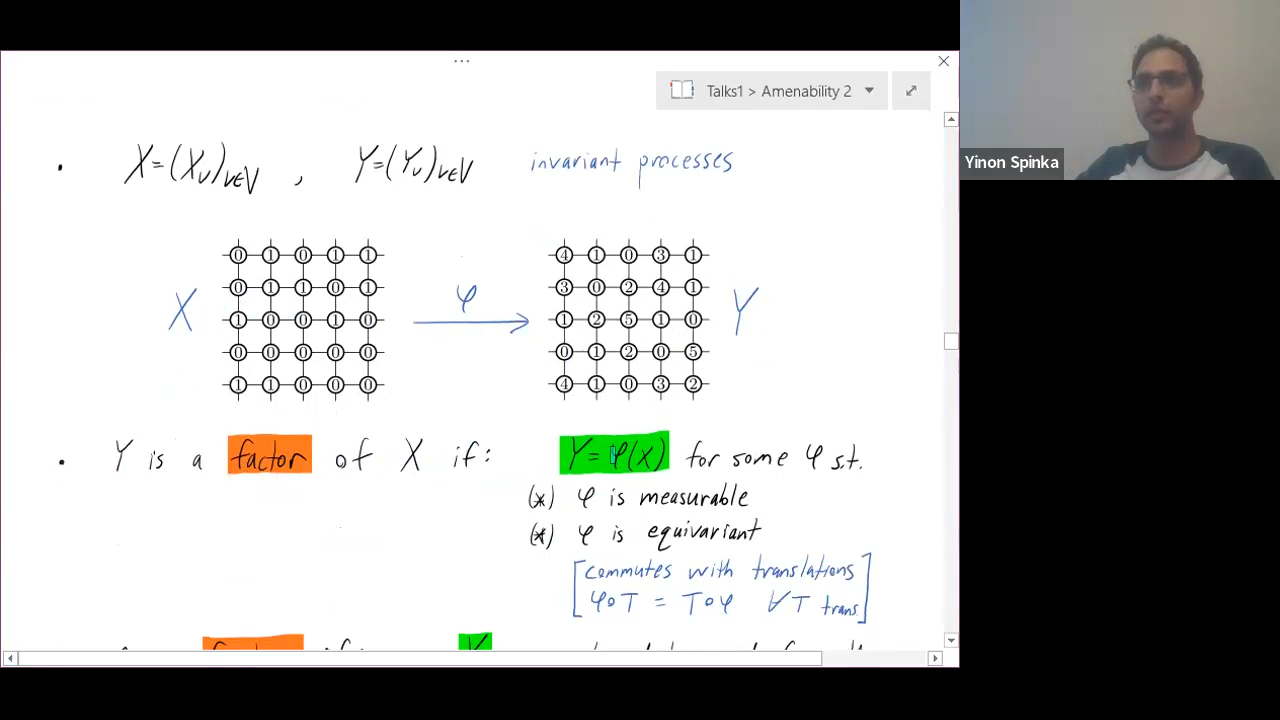 Talks1 > Amenability 2
Yinon Spinka
X=(X_v)_{v∈V} , Y=(Y_v)_{v∈V} invariant processes
X
0 1 0 1 1
0 1 1 0 1
1 0 0 1 0
0 0 0 0 0
1 1 0 0 0
φ
4 1 0 3 1
3 0 2 4 1
1 2 5 1 0
0 1 2 0 5
4 1 0 3 2
Y
Y is a factor of X if: Y=φ(X) for some φ s.t.
(*) φ is measurable
(*) φ is equivariant
[commutes with translations
φ∘T = T∘φ ∀T trans]